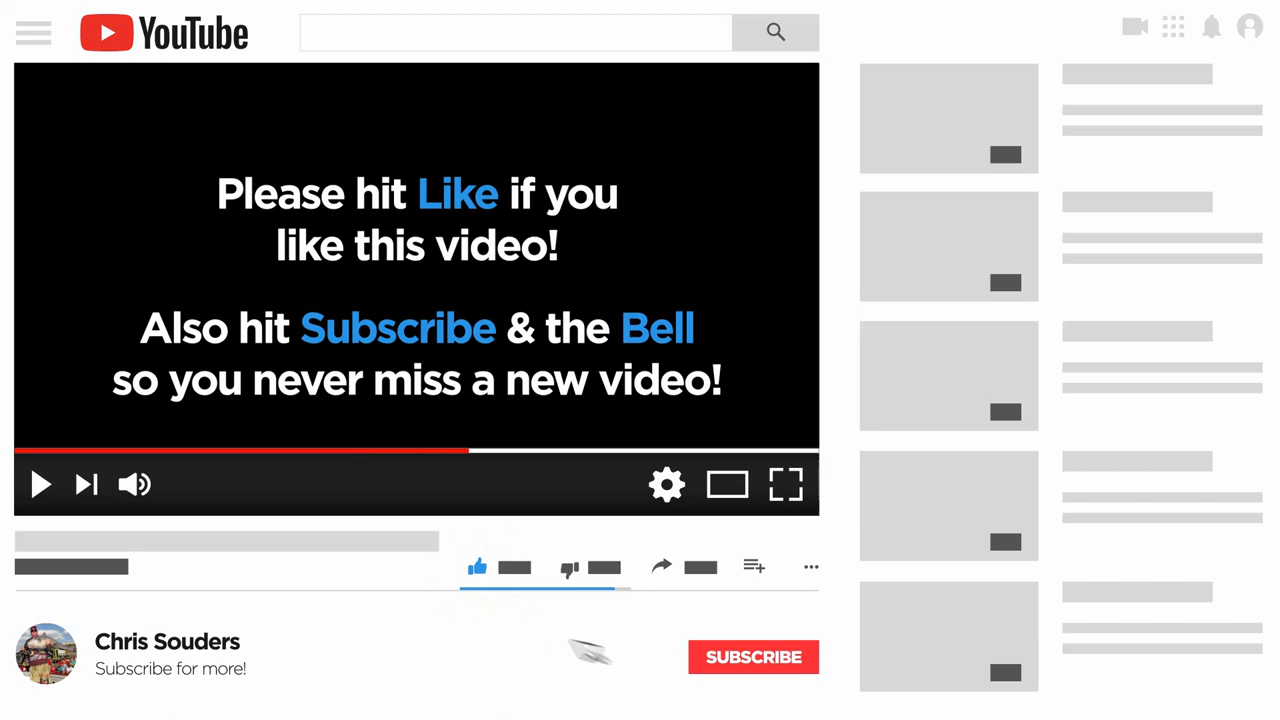 YouTube
Please hit Like if you
like this video!
Also hit Subscribe & the Bell
so you never miss a new video!
Chris Souders
Subscribe for more!
SUBSCRIBE